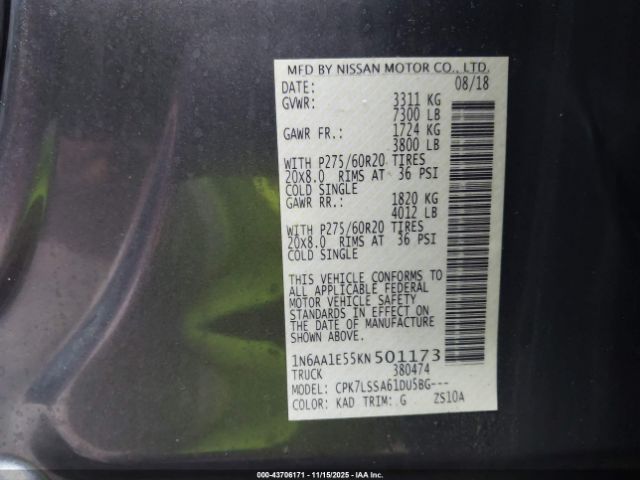 MFD BY NISSAN MOTOR CO., LTD.
DATE: 08/18
GVWR: 3311 KG
7300 LB
GAWR FR.: 1724 KG
3800 LB
WITH P275/60R20 TIRES
20X8.0 RIMS AT 36 PSI
COLD SINGLE
GAWR RR.: 1820 KG
4012 LB
WITH P275/60R20 TIRES
20X8.0 RIMS AT 36 PSI
COLD SINGLE
THIS VEHICLE CONFORMS TO
ALL APPLICABLE FEDERAL
MOTOR VEHICLE SAFETY
STANDARDS IN EFFECT ON
THE DATE OF MANUFACTURE
SHOWN ABOVE.
1N6AA1E55KN501173
TRUCK 380474
MODEL: CPK7LSSA61DU5BG---
COLOR: KAD TRIM: G ZS10A
000-43706171 - 11/15/2025 - IAA Inc.